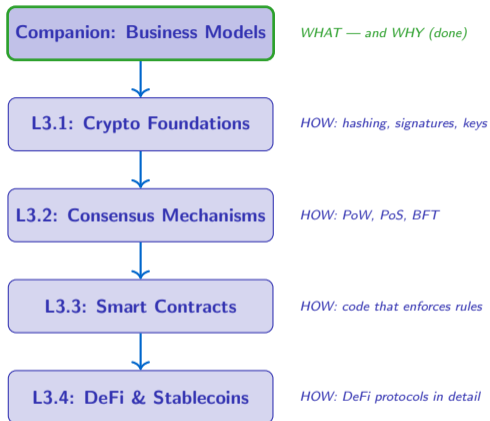 Companion: Business Models
WHAT — and WHY (done)
L3.1: Crypto Foundations
HOW: hashing, signatures, keys
L3.2: Consensus Mechanisms
HOW: PoW, PoS, BFT
L3.3: Smart Contracts
HOW: code that enforces rules
L3.4: DeFi & Stablecoins
HOW: DeFi protocols in detail